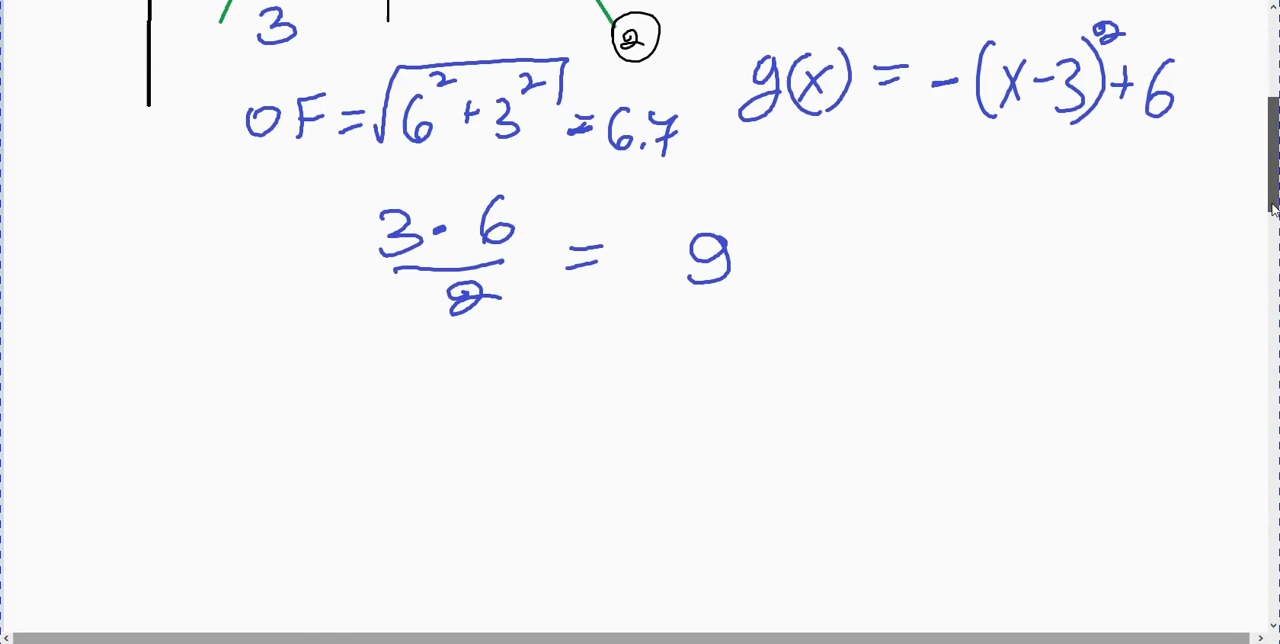 3
②
OF = √6² + 3² = 6.7
g(x) = -(x-3)² + 6
3 · 6
2
= 9